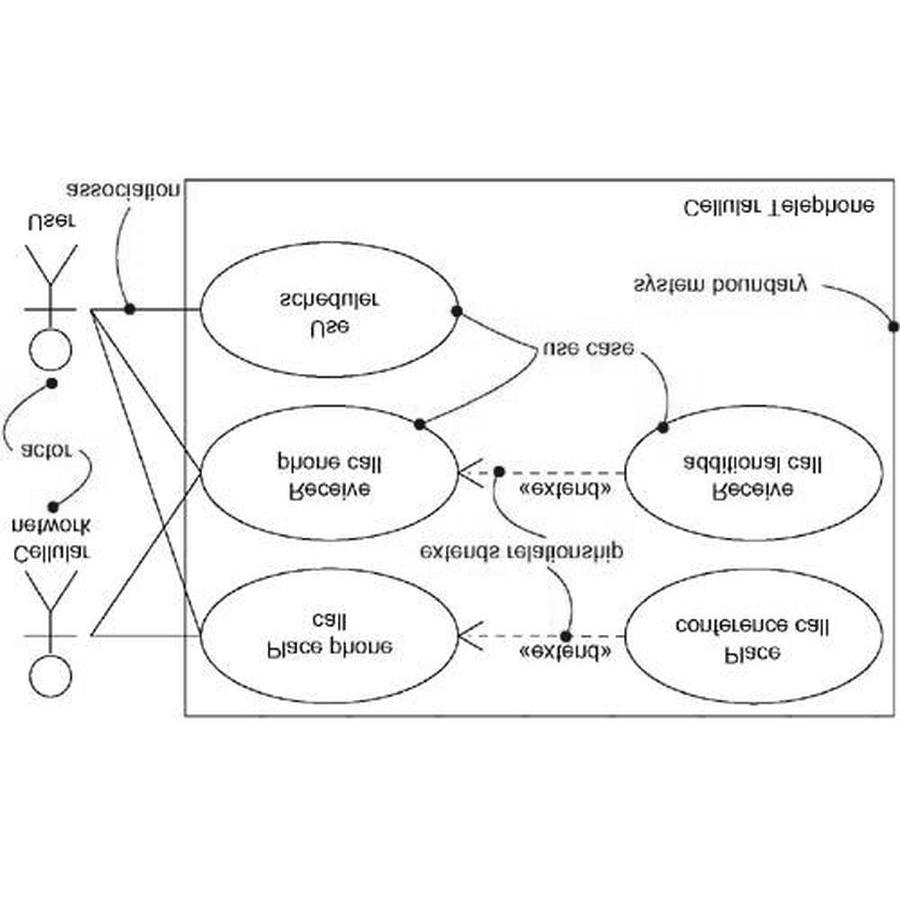 Place phone
call
Place
conference call
«extend»
Cellular
network
extends relationship
Receive
phone call
Receive
additional call
«extend»
actor
use case
Use
scheduler
system boundary
User
association
Cellular Telephone